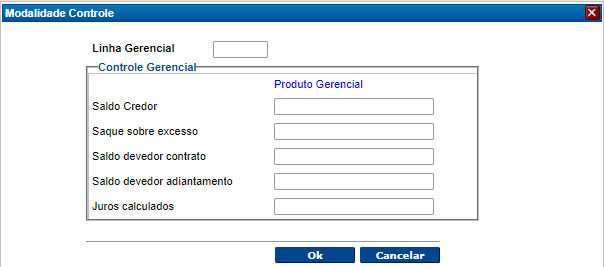 Modalidade Controle
Linha Gerencial
Controle Gerencial
Produto Gerencial
Saldo Credor
Saque sobre excesso
Saldo devedor contrato
Saldo devedor adiantamento
Juros calculados
Ok Cancelar